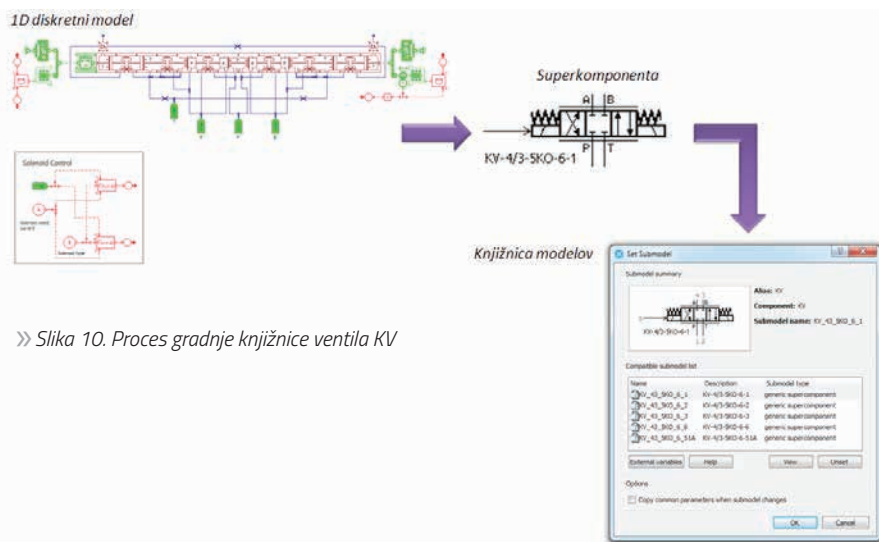 1D diskretni model
Solenoid Control
Superkomponenta
A B
P T
KV-4/3-5KO-6-1
Knjižnica modelov
Set Submodel
Submodel summary
KV-4/3-5KO-6-1
Alias: KV
Component: KV
Submodel name: KV_43_5KO_6_1
Compatible submodel list
Name Description Submodel type
KV_43_5KO_6_1 KV-4/3-5KO-6-1 generic supercomponent
KV_43_5KO_6_2 KV-4/3-5KO-6-2 generic supercomponent
KV_43_5KO_6_3 KV-4/3-5KO-6-3 generic supercomponent
KV_43_5KO_6_6 KV-4/3-5KO-6-6 generic supercomponent
KV_43_5KO_6_51A KV-4/3-5KO-6-51A generic supercomponent
External variables Help View Unset
Options
Copy common parameters when submodel changes
OK Cancel
» Slika 10. Proces gradnje knjižnice ventila KV